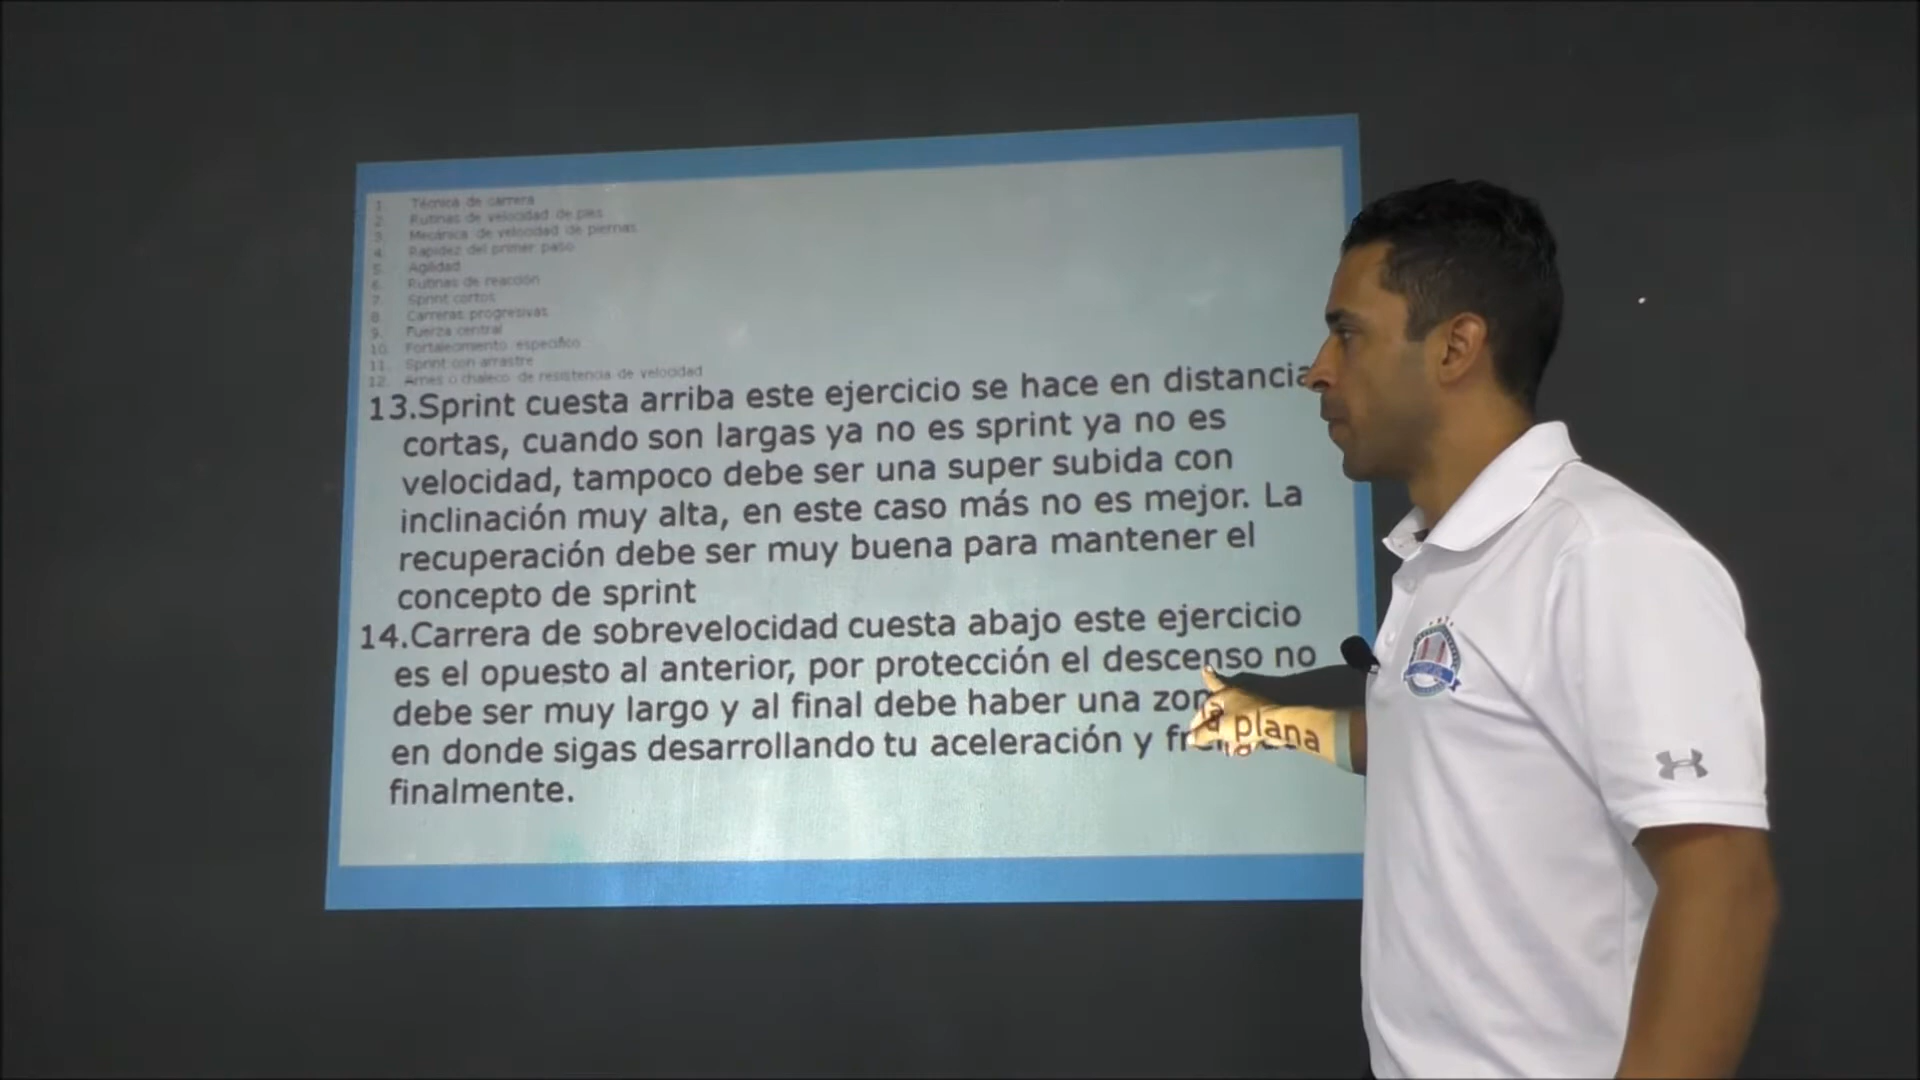 1. Técnica de carrera
2. Rutinas de velocidad de pies
3. Mecánica de velocidad de piernas
4. Rapidez del primer paso
5. Agilidad
6. Rutinas de reacción
7. Sprint cortos
8. Carreras progresivas
9. Fuerza central
10. Fortalecimiento especifico
11. Sprint con arrastre
12. Arnes o chaleco de resistencia de velocidad
13.Sprint cuesta arriba este ejercicio se hace en distancia
cortas, cuando son largas ya no es sprint ya no es
velocidad, tampoco debe ser una super subida con
inclinación muy alta, en este caso más no es mejor. La
recuperación debe ser muy buena para mantener el
concepto de sprint
14.Carrera de sobrevelocidad cuesta abajo este ejercicio
es el opuesto al anterior, por protección el descenso no
debe ser muy largo y al final debe haber una zona plana
en donde sigas desarrollando tu aceleración y
finalmente.